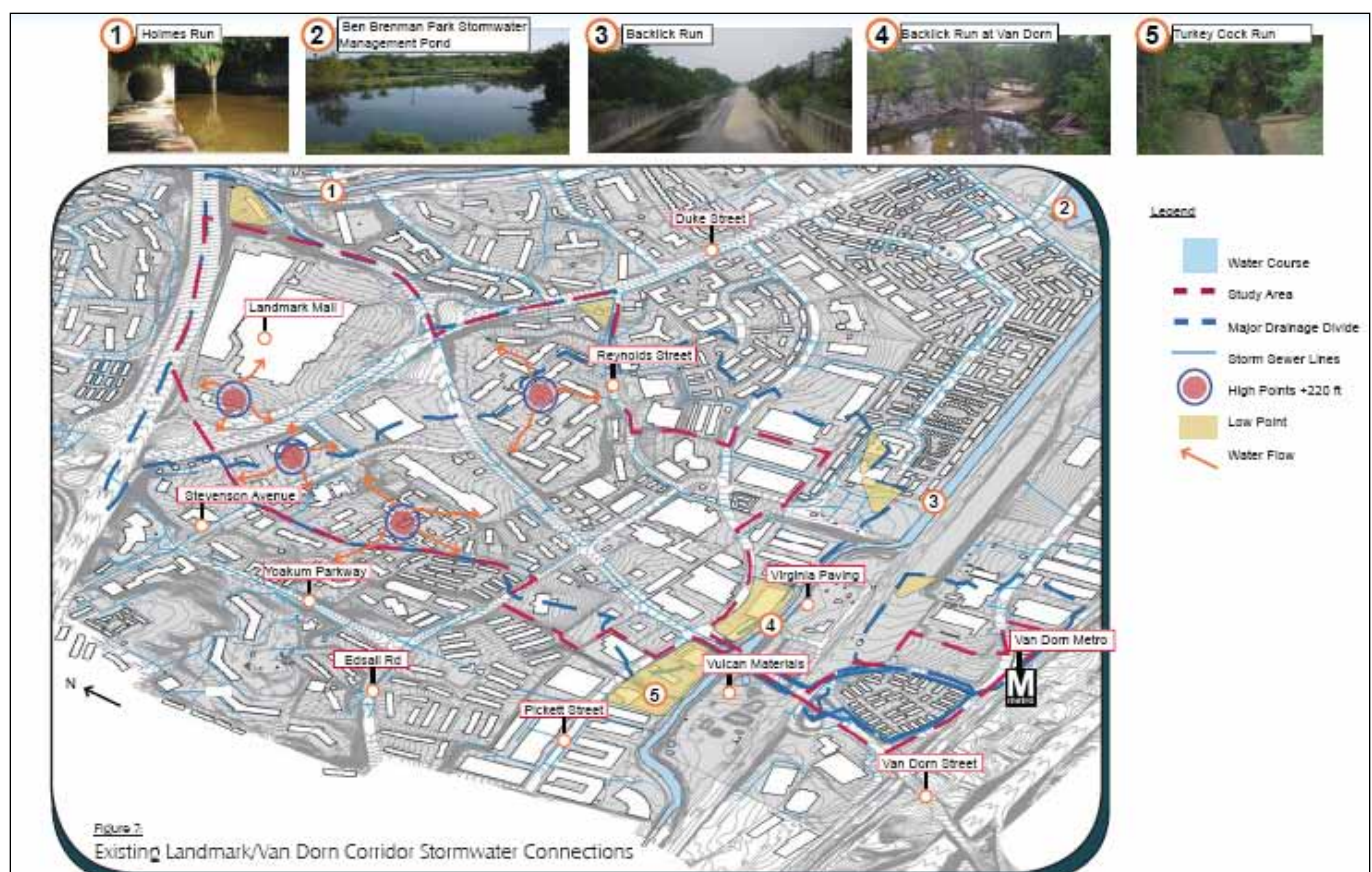 1 Holmes Run
2 Ben Brenman Park Stormwater
Management Pond
3 Backlick Run
4 Backlick Run at Van Dorn
5 Turkey Cock Run
1
2
Duke Street
Legend
Water Course
Study Area
Major Drainage Divide
Storm Sewer Lines
High Points +220 ft
Low Point
Water Flow
Landmark Mall
Reynolds Street
Stevenson Avenue
3
Yoakum Parkway
Virginia Paving
4
Van Dorn Metro
Edsall Rd
Vulcan Materials
M
metro
N
5
Pickett Street
Van Dorn Street
Figure 7:
Existing Landmark/Van Dorn Corridor Stormwater Connections